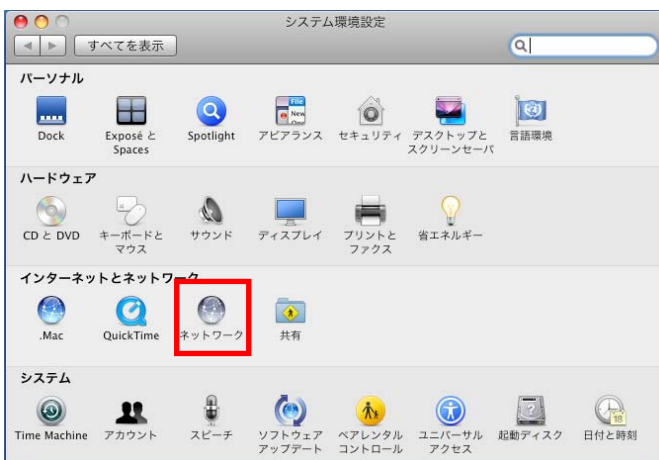 システム環境設定
すべてを表示
パーソナル
Dock
Exposé と
Spaces
Spotlight
アピアランス
セキュリティ
デスクトップと
スクリーンセーバ
言語環境
ハードウェア
CD と DVD
キーボードと
マウス
サウンド
ディスプレイ
プリントと
ファクス
省エネルギー
インターネットとネットワーク
.Mac
QuickTime
ネットワーク
共有
システム
Time Machine
アカウント
スピーチ
ソフトウェア
アップデート
ペアレンタル
コントロール
ユニバーサル
アクセス
起動ディスク
日付と時刻